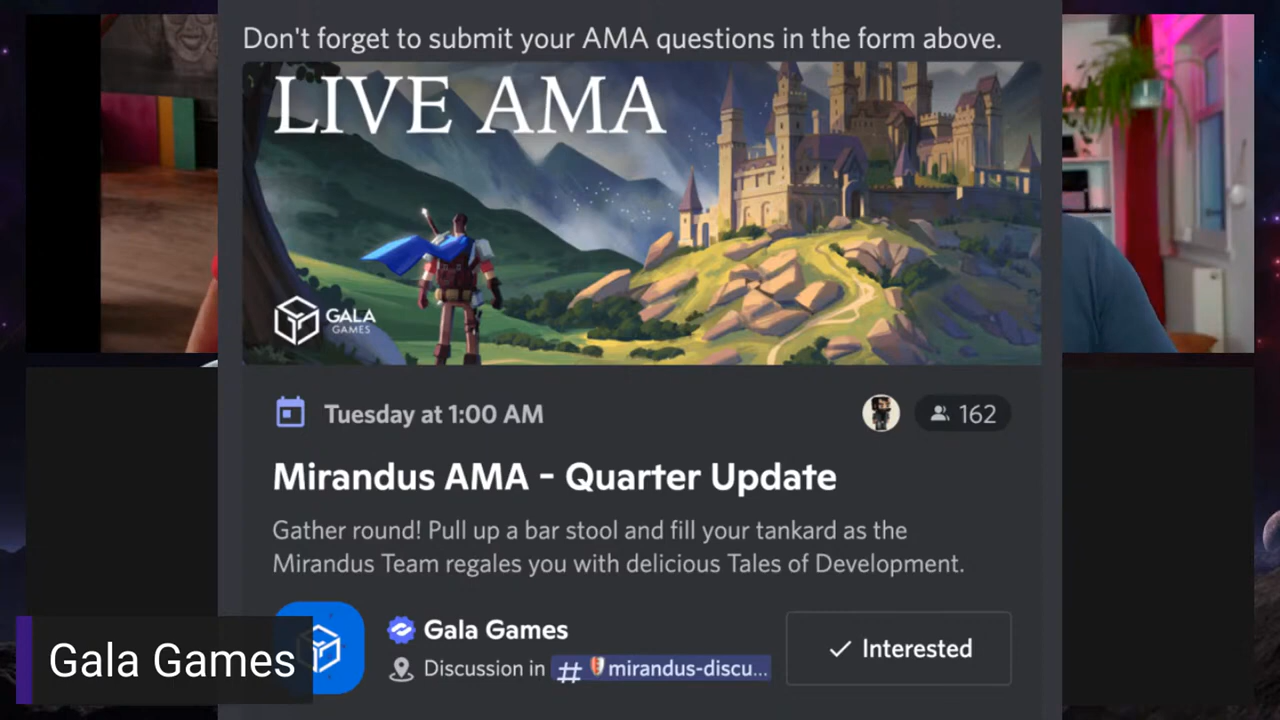 Don't forget to submit your AMA questions in the form above.
LIVE AMA
GALA
GAMES
Tuesday at 1:00 AM
162
Mirandus AMA - Quarter Update
Gather round! Pull up a bar stool and fill your tankard as the
Mirandus Team regales you with delicious Tales of Development.
Gala Games
Discussion in # mirandus-discu...
Interested
Gala Games